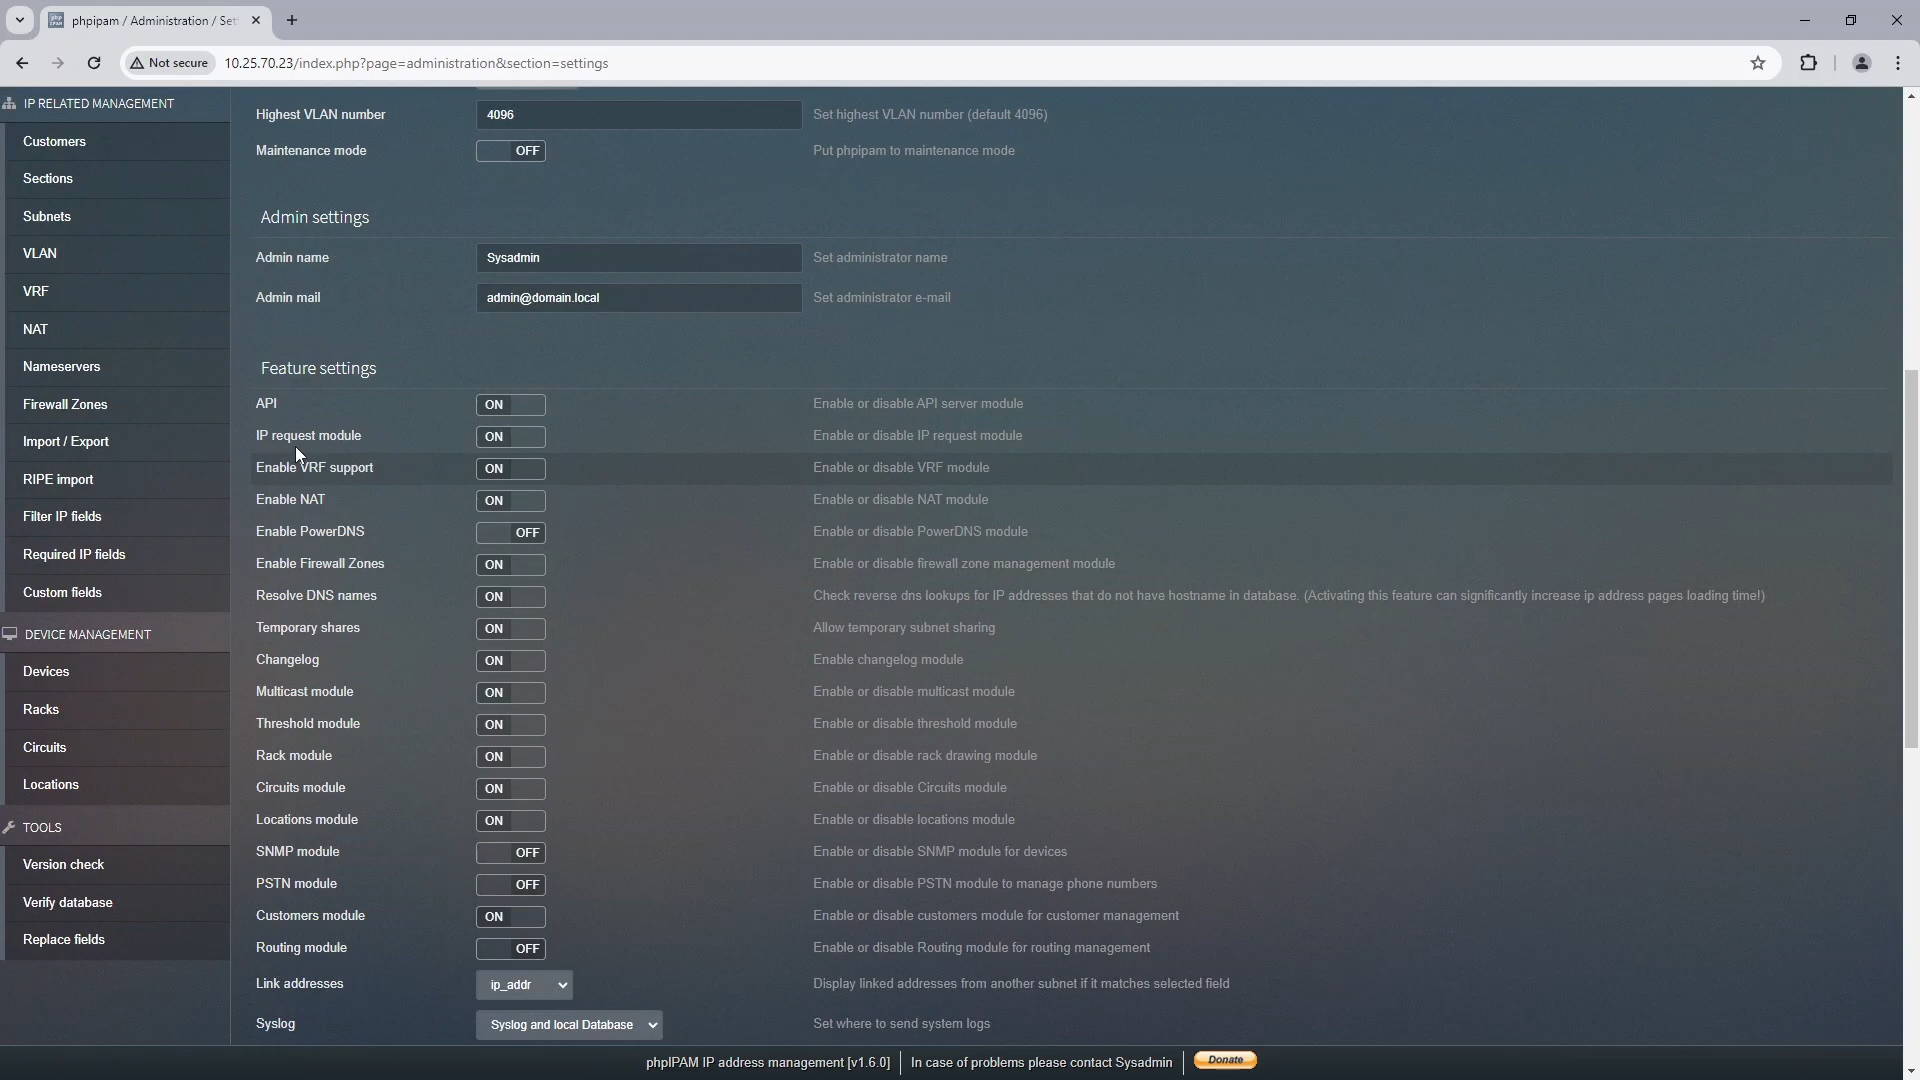 phpipam / Administration / Set
Not secure
10.25.70.23/index.php?page=administration&section=settings
IP RELATED MANAGEMENT
Customers
Sections
Subnets
VLAN
VRF
NAT
Nameservers
Firewall Zones
Import / Export
RIPE import
Filter IP fields
Required IP fields
Custom fields
DEVICE MANAGEMENT
Devices
Racks
Circuits
Locations
TOOLS
Version check
Verify database
Replace fields
Highest VLAN number 4096 Set highest VLAN number (default 4096)
Maintenance mode OFF Put phpipam to maintenance mode
Admin settings
Admin name Sysadmin Set administrator name
Admin mail admin@domain.local Set administrator e-mail
Feature settings
API ON Enable or disable API server module
IP request module ON Enable or disable IP request module
Enable VRF support ON Enable or disable VRF module
Enable NAT ON Enable or disable NAT module
Enable PowerDNS OFF Enable or disable PowerDNS module
Enable Firewall Zones ON Enable or disable firewall zone management module
Resolve DNS names ON Check reverse dns lookups for IP addresses that do not have hostname in database. (Activating this feature can significantly increase ip address pages loading time!)
Temporary shares ON Allow temporary subnet sharing
Changelog ON Enable changelog module
Multicast module ON Enable or disable multicast module
Threshold module ON Enable or disable threshold module
Rack module ON Enable or disable rack drawing module
Circuits module ON Enable or disable Circuits module
Locations module ON Enable or disable locations module
SNMP module OFF Enable or disable SNMP module for devices
PSTN module OFF Enable or disable PSTN module to manage phone numbers
Customers module ON Enable or disable customers module for customer management
Routing module OFF Enable or disable Routing module for routing management
Link addresses ip_addr Display linked addresses from another subnet if it matches selected field
Syslog Syslog and local Database Set where to send system logs
phpIPAM IP address management [v1.6.0] In case of problems please contact Sysadmin Donate